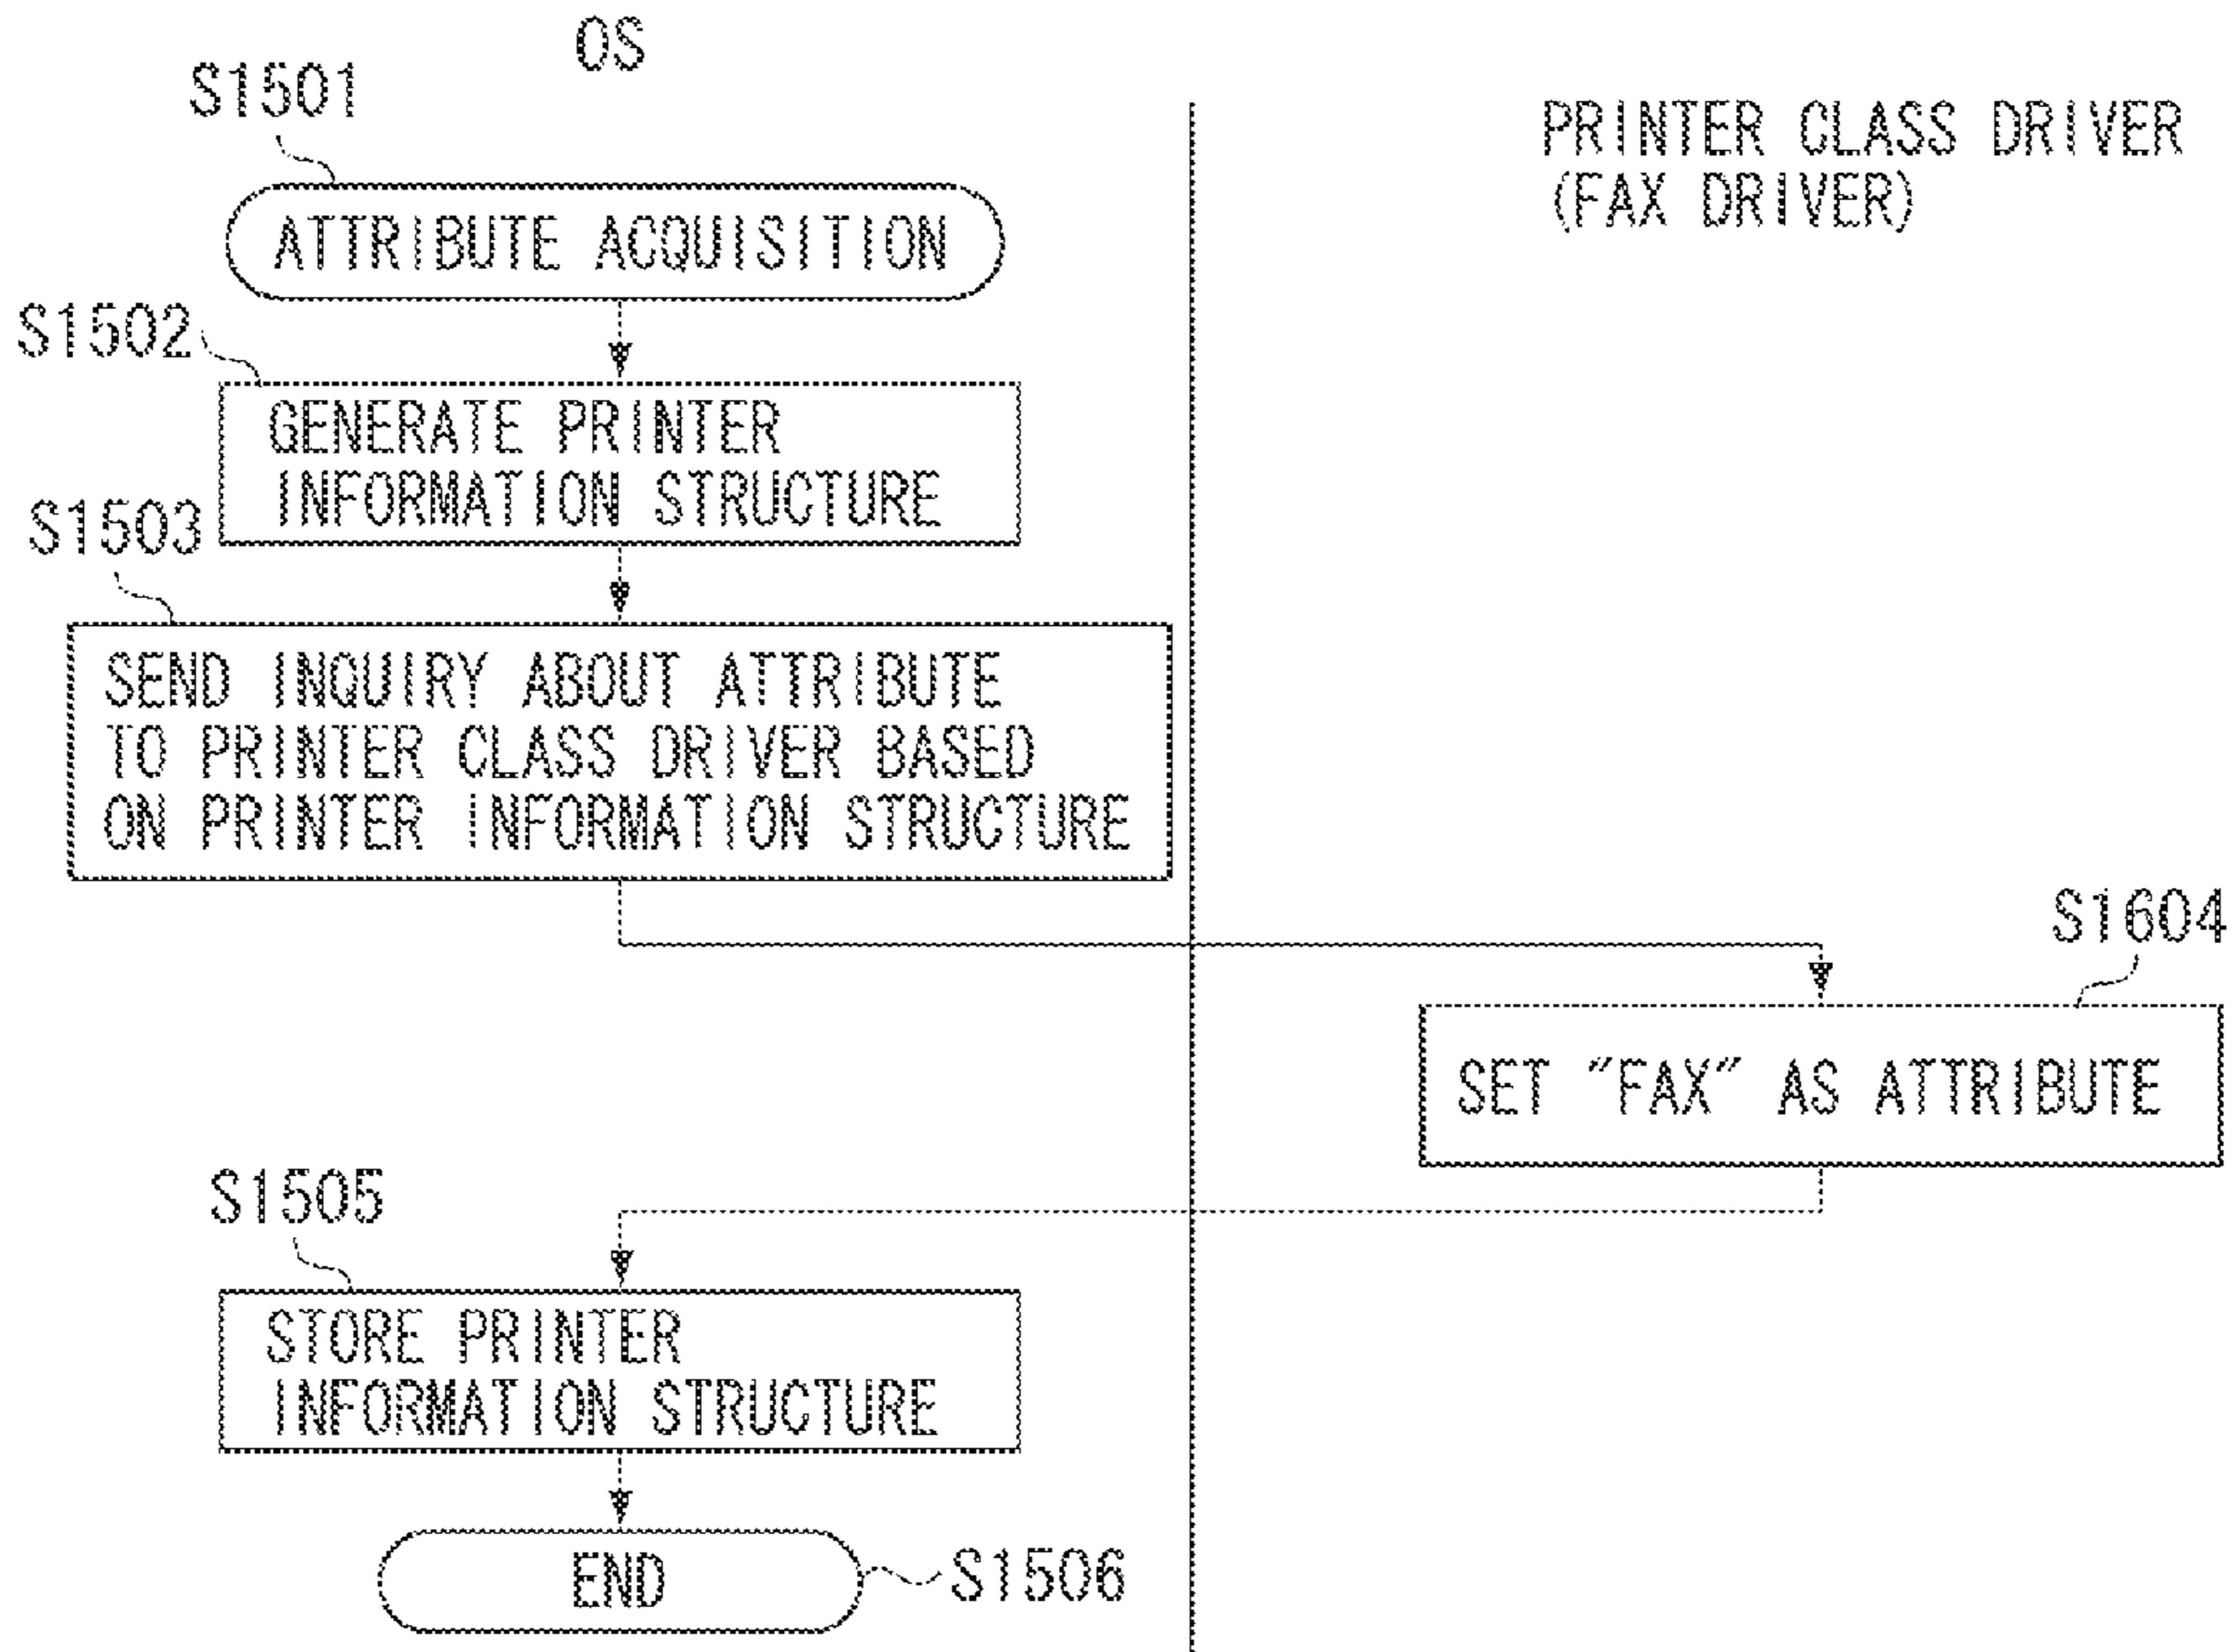 OS
S1501
PRINTER CLASS DRIVER
(FAX DRIVER)
ATTRIBUTE ACQUISITION
S1502
GENERATE PRINTER
INFORMATION STRUCTURE
S1503
SEND INQUIRY ABOUT ATTRIBUTE
TO PRINTER CLASS DRIVER BASED
ON PRINTER INFORMATION STRUCTURE
S1604
SET "FAX" AS ATTRIBUTE
S1505
STORE PRINTER
INFORMATION STRUCTURE
END
S1506